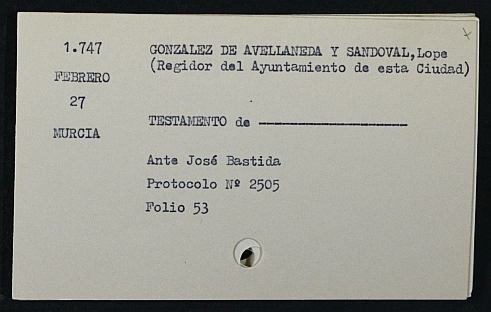 1.747
FEBRERO
27
MURCIA
GONZALEZ DE AVELLANEDA Y SANDOVAL,Lope
(Regidor del Ayuntamiento de esta Ciudad)
TESTAMENTO de ————————————
Ante José Bastida
Protocolo Nº 2505
Folio 53